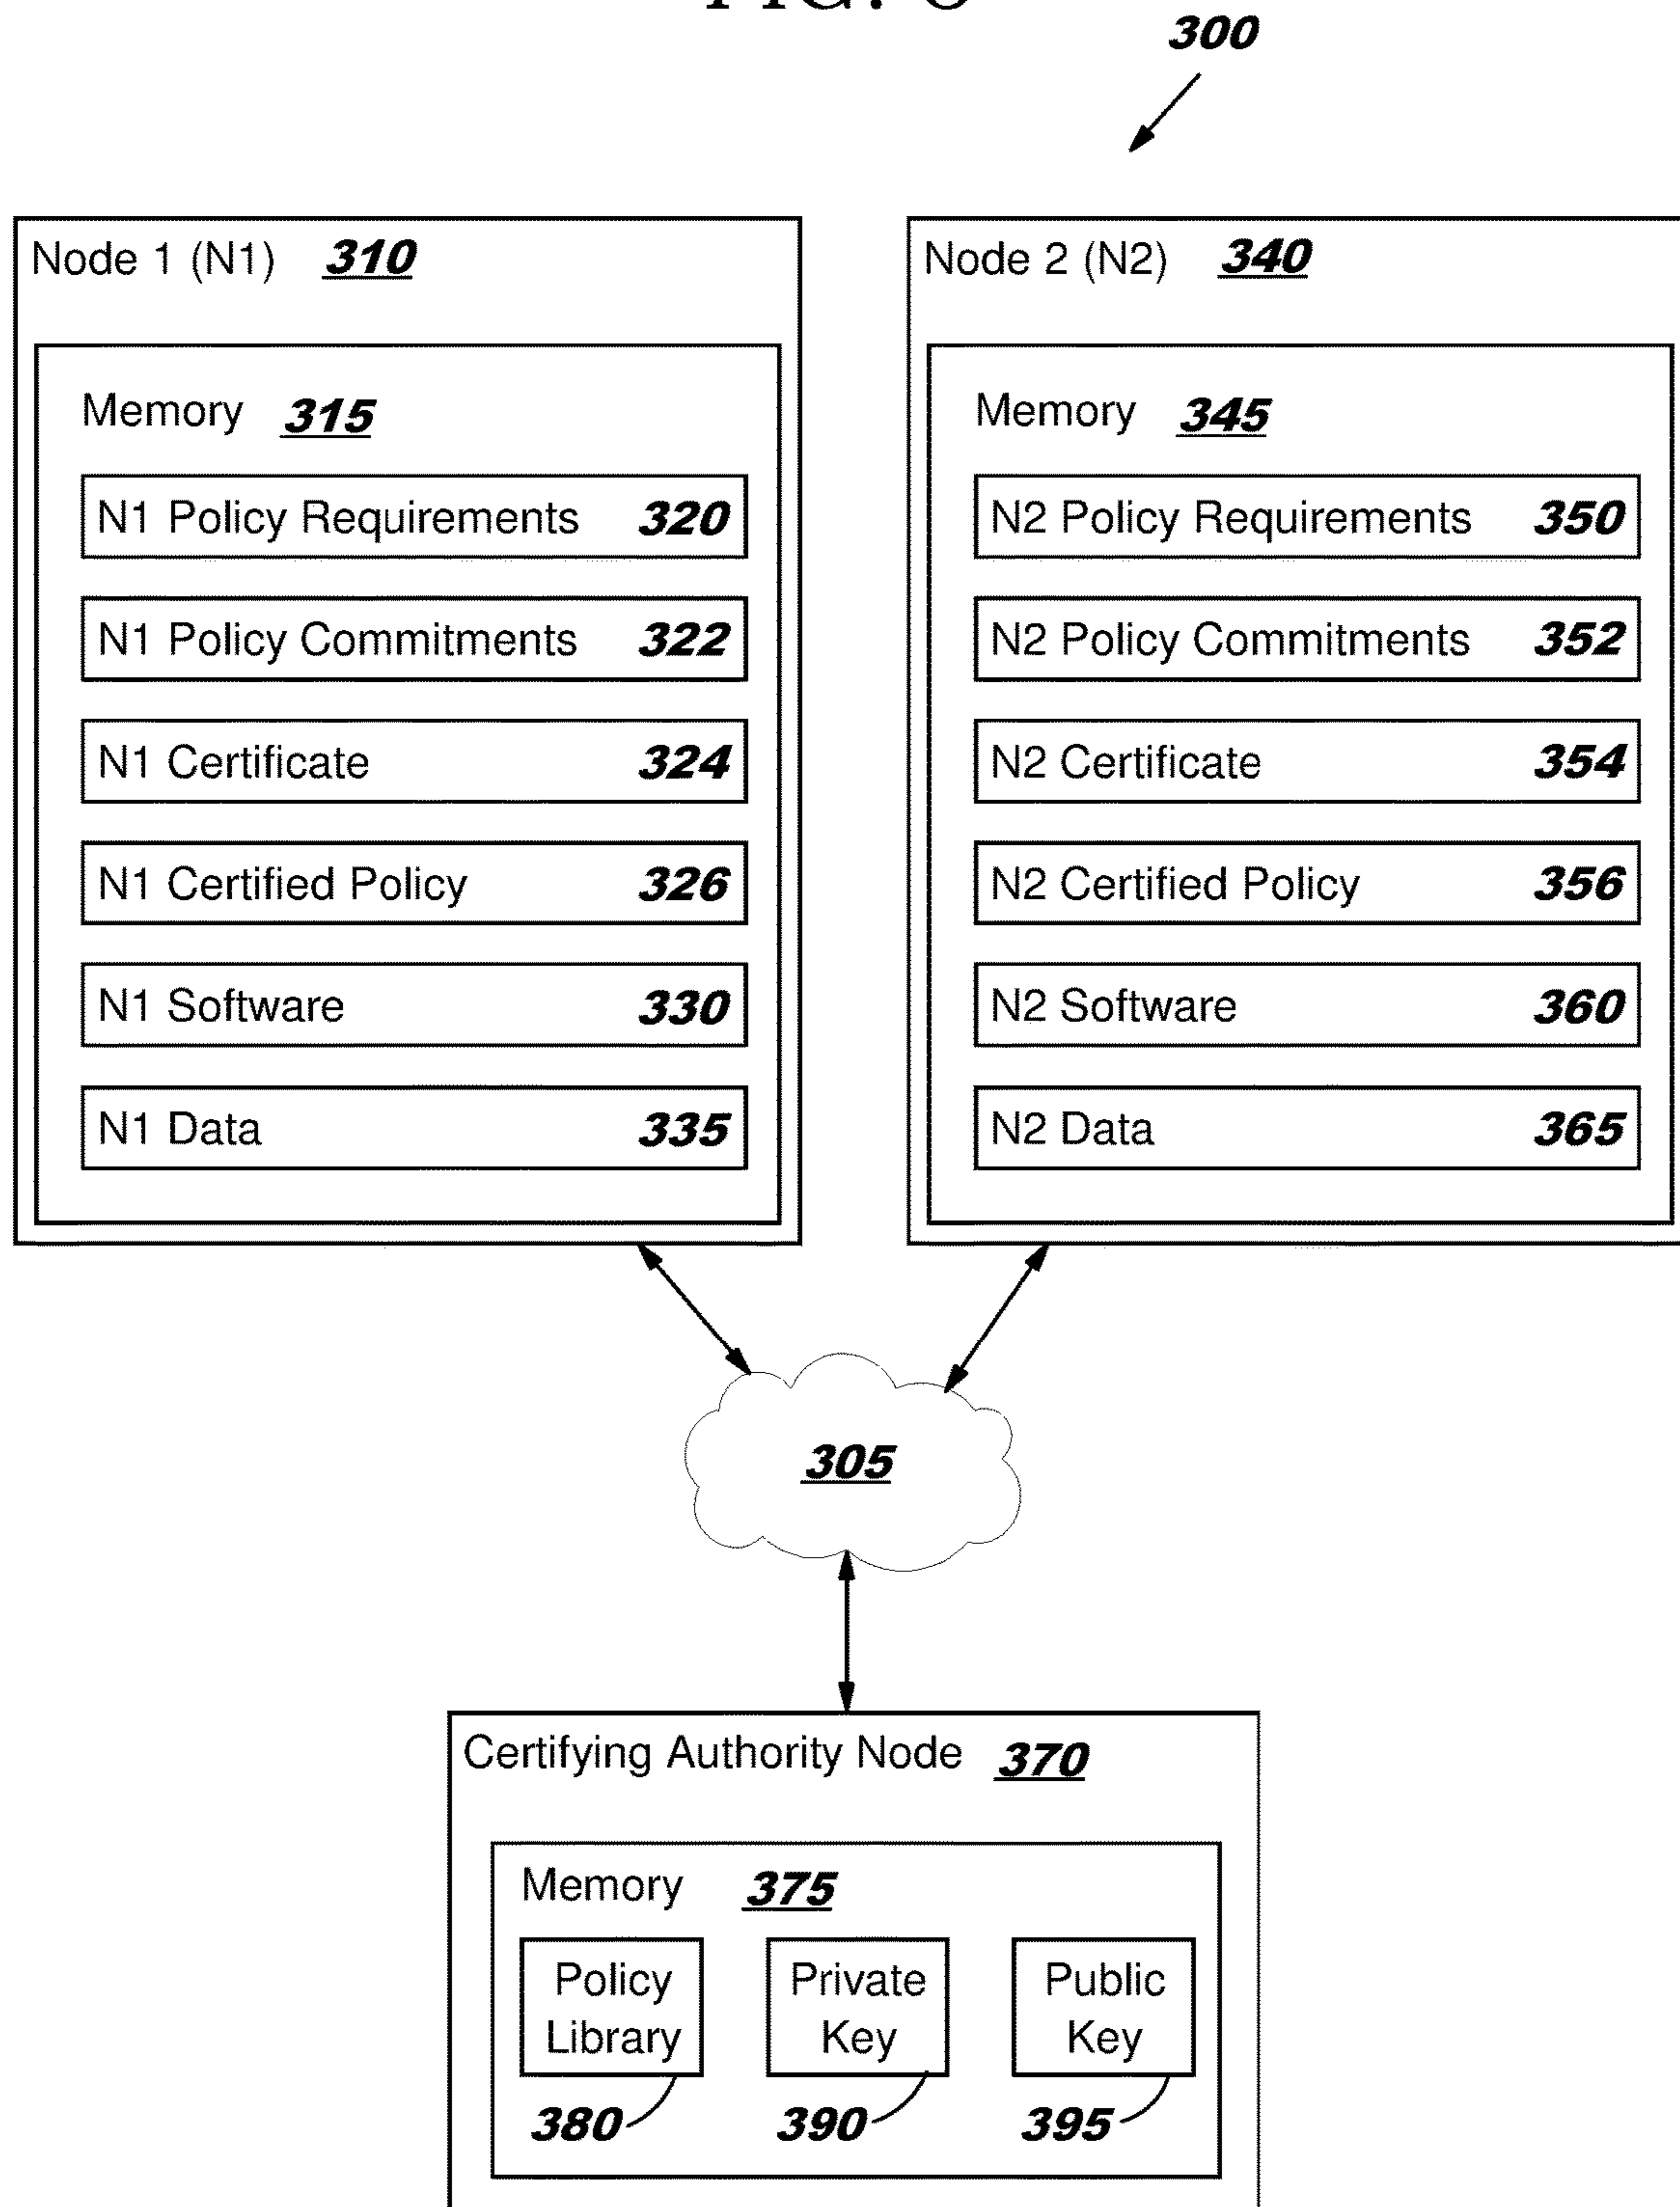 300
Node 1 (N1) 310
Memory 315
N1 Policy Requirements 320
N1 Policy Commitments 322
N1 Certificate 324
N1 Certified Policy 326
N1 Software 330
N1 Data 335
Node 2 (N2) 340
Memory 345
N2 Policy Requirements 350
N2 Policy Commitments 352
N2 Certificate 354
N2 Certified Policy 356
N2 Software 360
N2 Data 365
305
Certifying Authority Node 370
Memory 375
Policy
Library
380
Private
Key
390
Public
Key
395